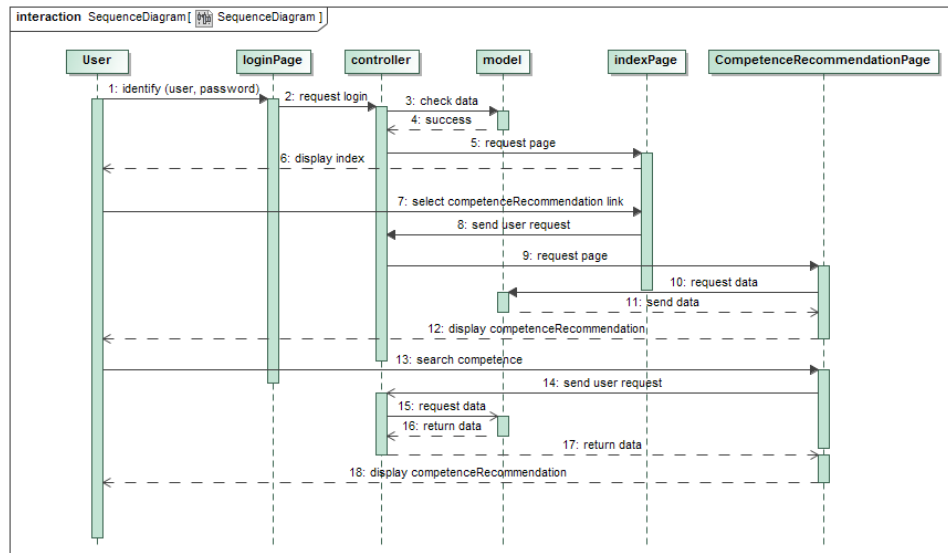 interaction SequenceDiagram[ SequenceDiagram ]
User
loginPage
controller
model
indexPage
CompetenceRecommendationPage
1: identify (user, password)
2: request login
3: check data
4: success
5: request page
6: display index
7: select competenceRecommendation link
8: send user request
9: request page
10: request data
11: send data
12: display competenceRecommendation
13: search competence
14: send user request
15: request data
16: return data
17: return data
18: display competenceRecommendation